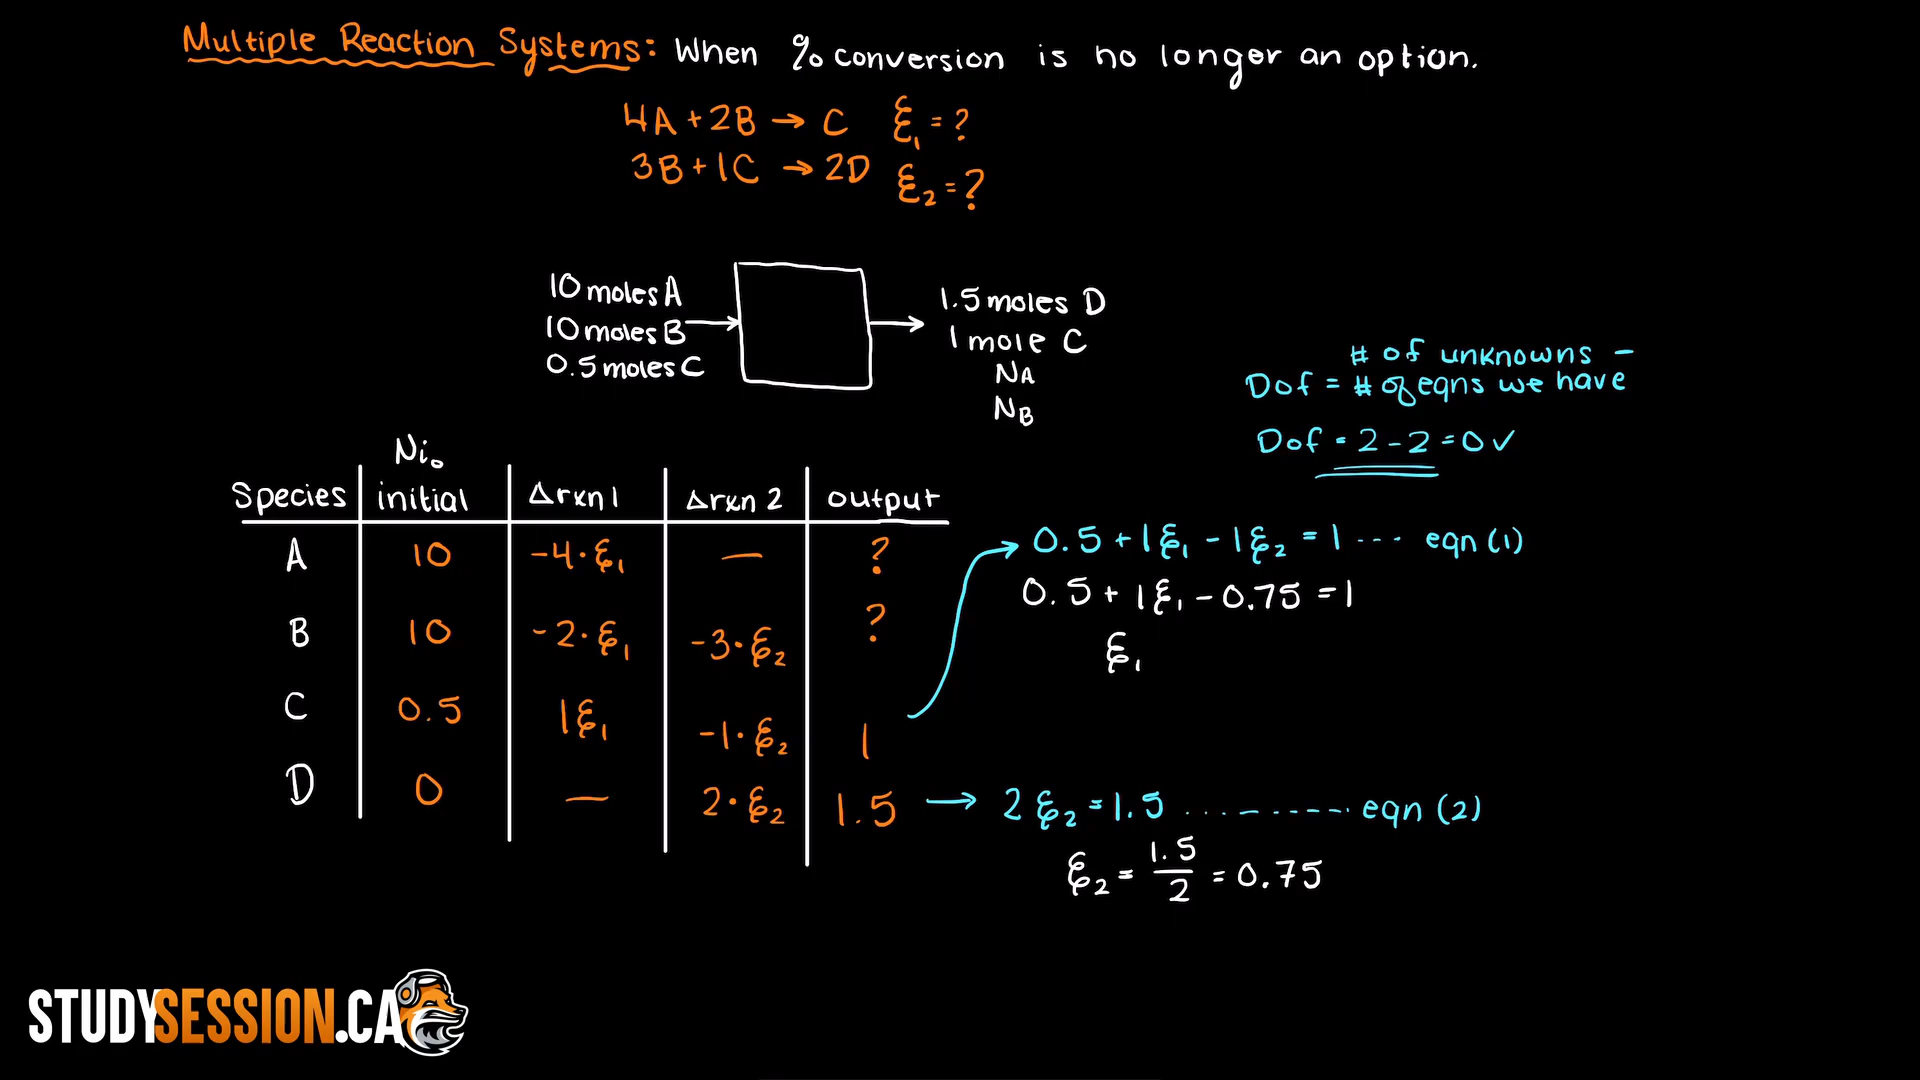 Multiple Reaction Systems: When % conversion is no longer an option.
4A + 2B → C ξ₁ = ?
3B + 1C → 2D ξ₂ = ?
10 moles A
10 moles B
0.5 moles C
1.5 moles D
1 mole C
NA
NB
# of unknowns -
Dof = # of eqns we have
Dof = 2 - 2 = 0 ✓
Ni₀
Species initial Δrxn 1 Δrxn 2 output
A 10 -4·ξ₁ — ?
B 10 -2·ξ₁ -3·ξ₂ ?
C 0.5 1ξ₁ -1·ξ₂ 1
D 0 — 2·ξ₂ 1.5
0.5 + 1ξ₁ - 1ξ₂ = 1 ... eqn (1)
0.5 + 1ξ₁ - 0.75 = 1
ξ₁
2ξ₂ = 1.5 .......... eqn (2)
ξ₂ = 1.5/2 = 0.75
STUDYSESSION.CA